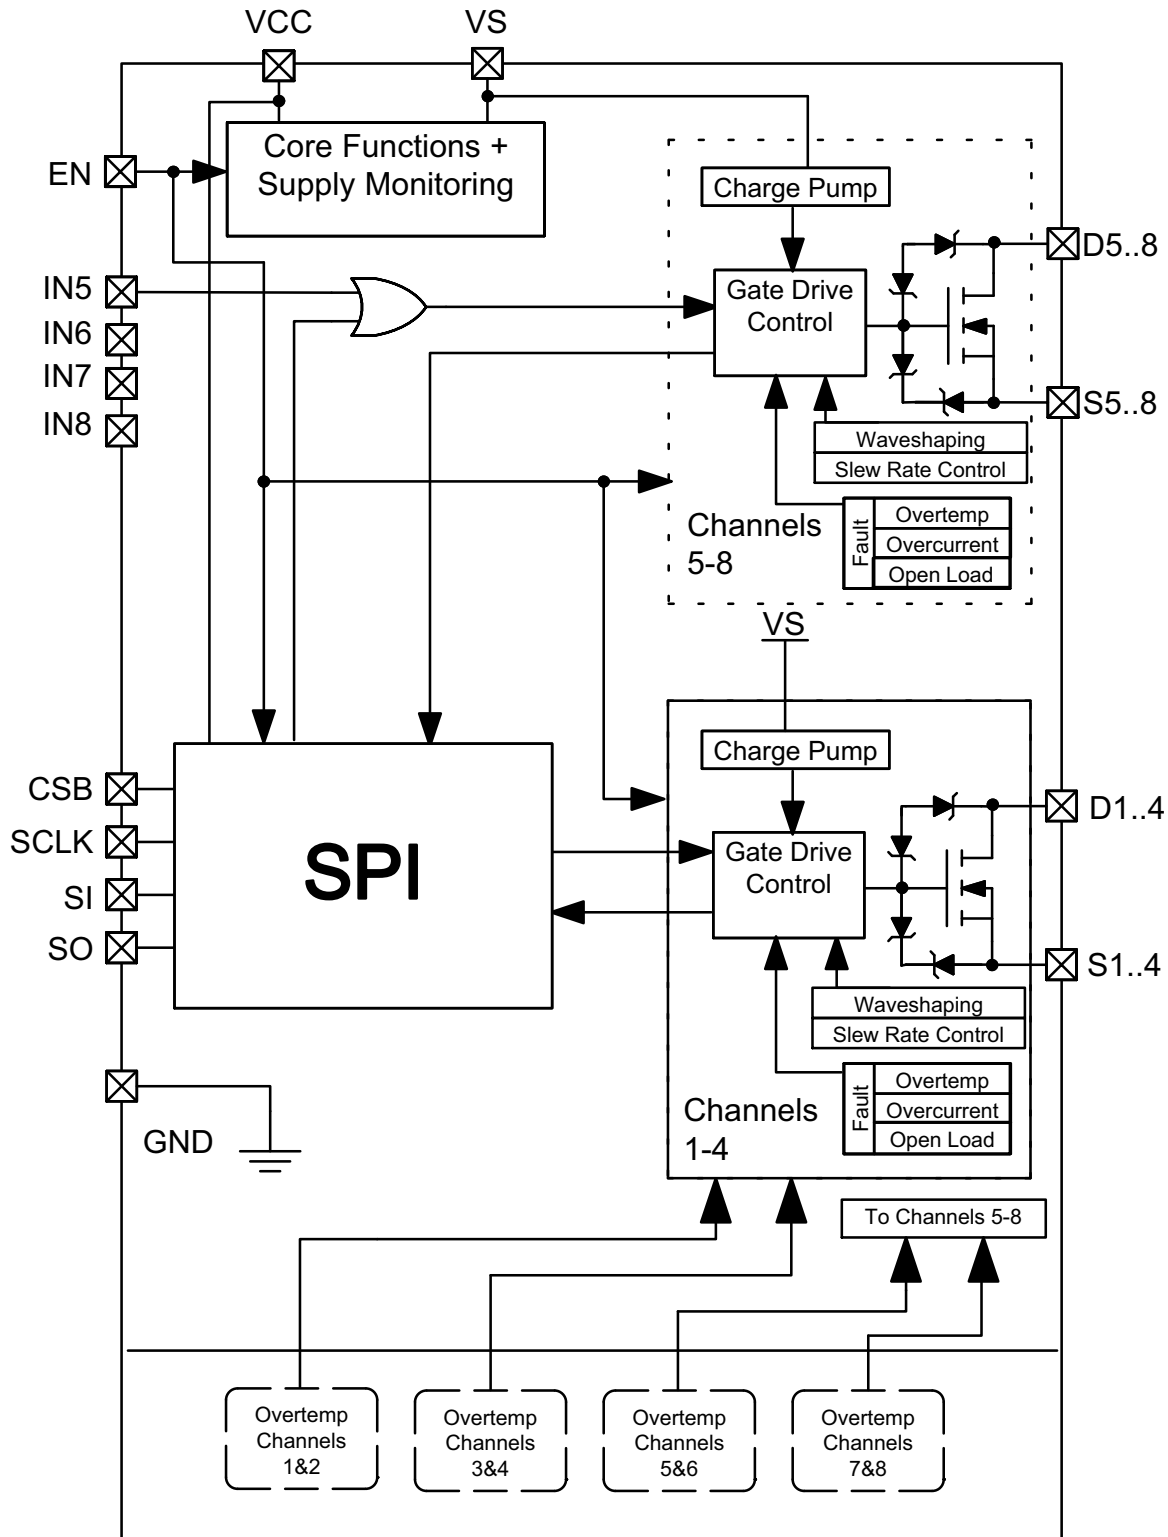 VCC
VS
EN
Core Functions +
Supply Monitoring
Charge Pump
D5..8
IN5
IN6
IN7
IN8
Gate Drive
Control
S5..8
Waveshaping
Slew Rate Control
Channels
5-8
Fault
Overtemp
Overcurrent
Open Load
VS
Charge Pump
CSB
SCLK
SI
SO
SPI
Gate Drive
Control
D1..4
S1..4
Waveshaping
Slew Rate Control
Channels
1-4
Fault
Overtemp
Overcurrent
Open Load
GND
To Channels 5-8
Overtemp
Channels
1&2
Overtemp
Channels
3&4
Overtemp
Channels
5&6
Overtemp
Channels
7&8